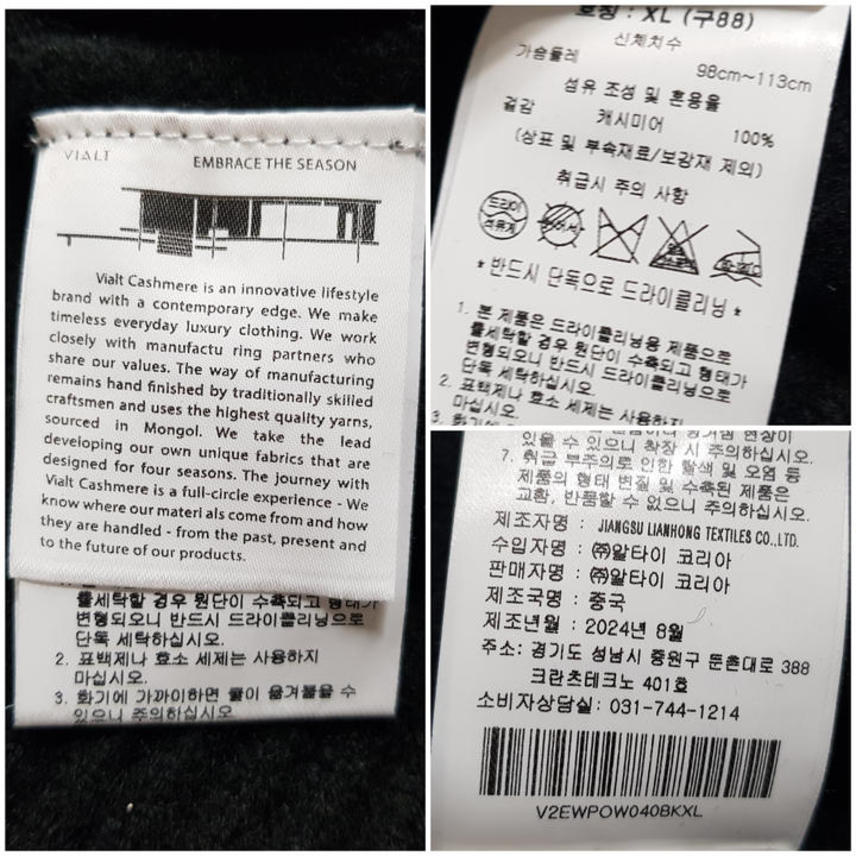 VIALT
EMBRACE THE SEASON
Vialt Cashmere is an innovative lifestyle
brand with a contemporary edge. We make
timeless everyday luxury clothing. We work
closely with manufactu ring partners who
share our values. The way of manufacturing
remains hand finished by traditionally skilled
craftsmen and uses the highest quality yarns,
sourced in Mongol. We take the lead
developing our own unique fabrics that are
designed for four seasons. The journey with
Vialt Cashmere is a full-circle experience - We
know where our materi als come from and how
they are handled - from the past, present and
to the future of our products.
틀세탁할 경우 원단이 수축되고 형태가
변형되오니 반드시 드라이클리닝으로
단독 세탁하십시오.
2. 표백제나 효소 세제는 사용하지
마십시오.
3. 화기에 가까이하면 털이 옮겨붙을 수
있으니 주의하십시오
호칭 : XL (구88)
신체치수
가슴둘레
98cm~113cm
섬유 조성 및 혼용율
겉감 캐시미어 100%
(상표 및 부속재료/보강재 제외)
취급시 주의 사항
드라이
석유계
* 반드시 단독으로 드라이클리닝 *
1. 본 제품은 드라이클리닝용 제품으로
틀세탁할 경우 원단이 수축되고 형태가
변형되오니 반드시 드라이클리닝으로
단독 세탁하십시오.
2. 표백제나 효소 세제는 사용하지
마십시오.
3. 화기에
있을 수 있으니 착장 시 주의하십시오.
7. 취급 부주의로 인한 탈색 및 오염 등
제품의 형태 변질 및 수축된 제품은
교환, 반품할 수 없으니 주의하십시오.
제조자명 : JIANGSU LIANHONG TEXTILES CO.,LTD.
수입자명 : ㈜알타이 코리아
판매자명 : ㈜알타이 코리아
제조국명 : 중국
제조년월 : 2024년 8월
주소: 경기도 성남시 중원구 둔촌대로 388
크란츠테크노 401호
소비자상담실: 031-744-1214
V2EWPOW040BKXL